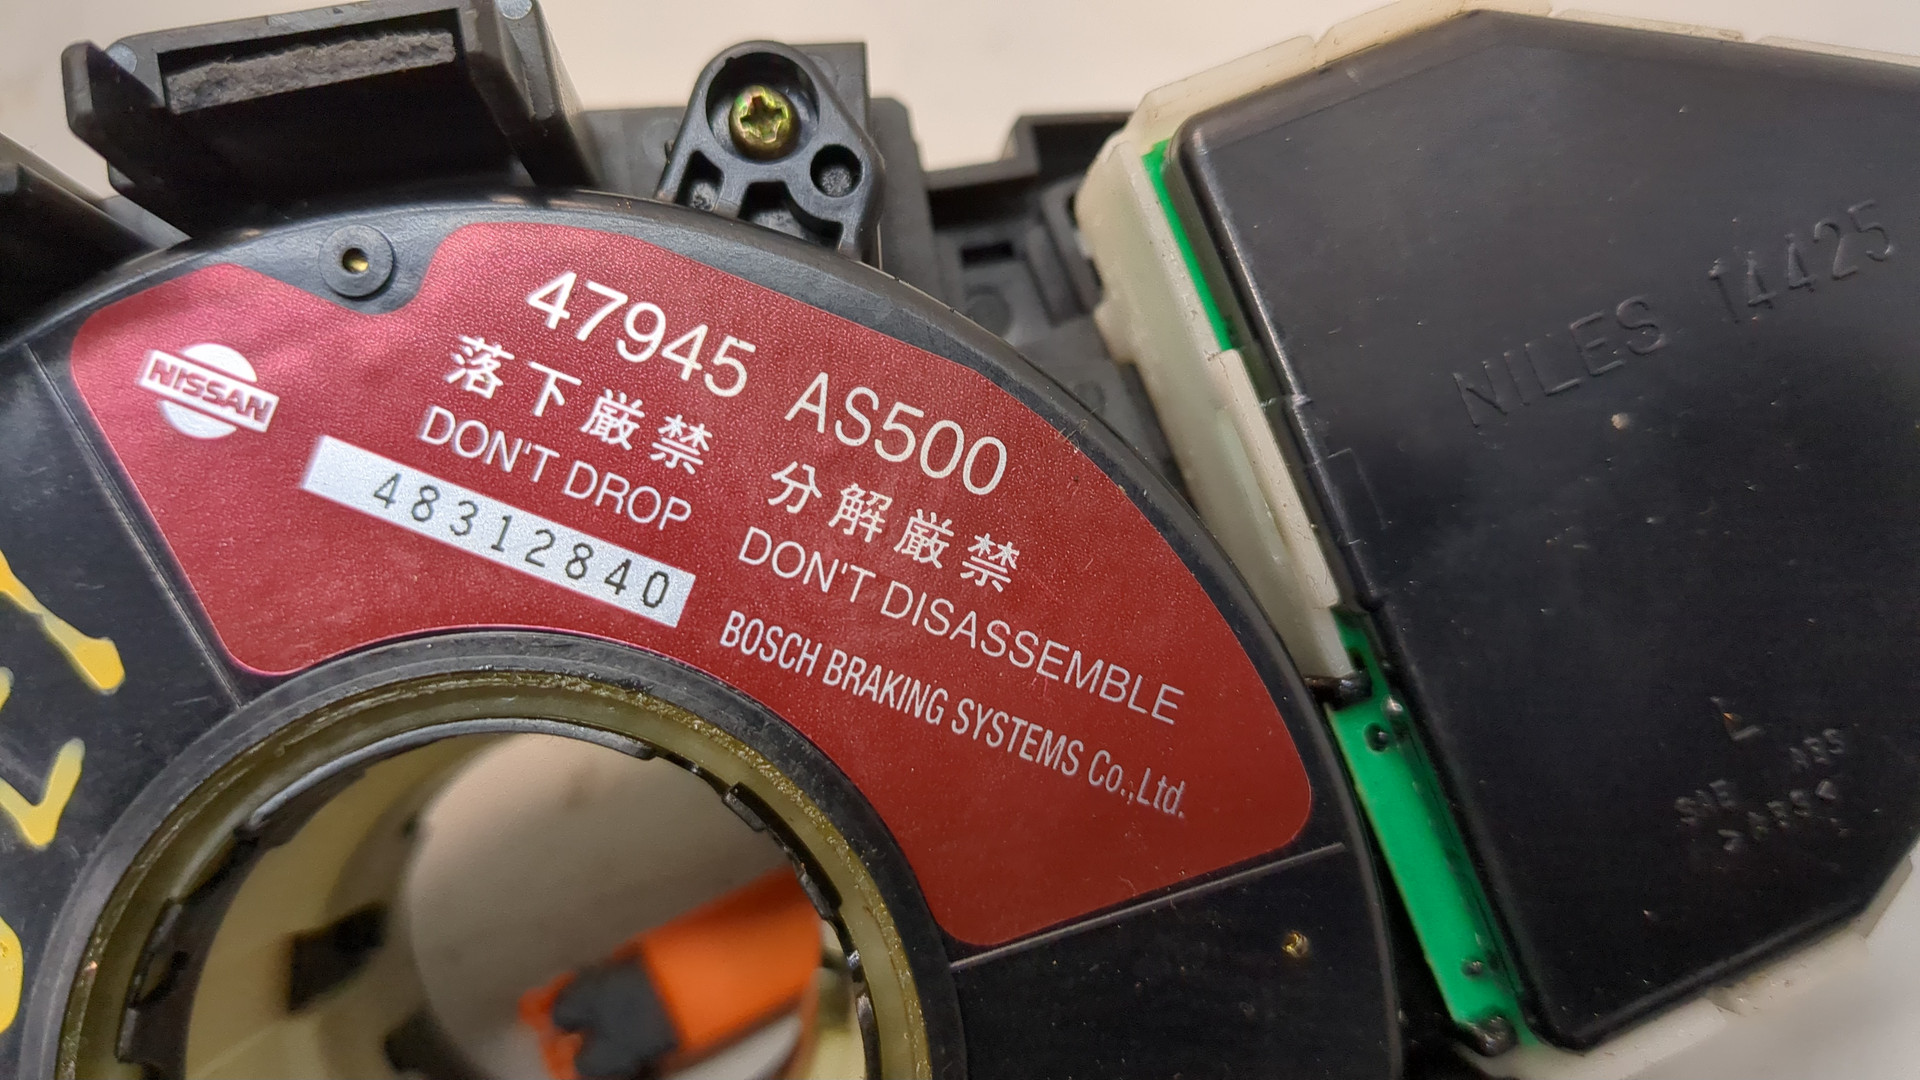 NISSAN
47945 AS500
落下厳禁 分解厳禁
DON'T DROP DON'T DISASSEMBLE
48312840
BOSCH BRAKING SYSTEMS Co.,Ltd.
NILES 14425